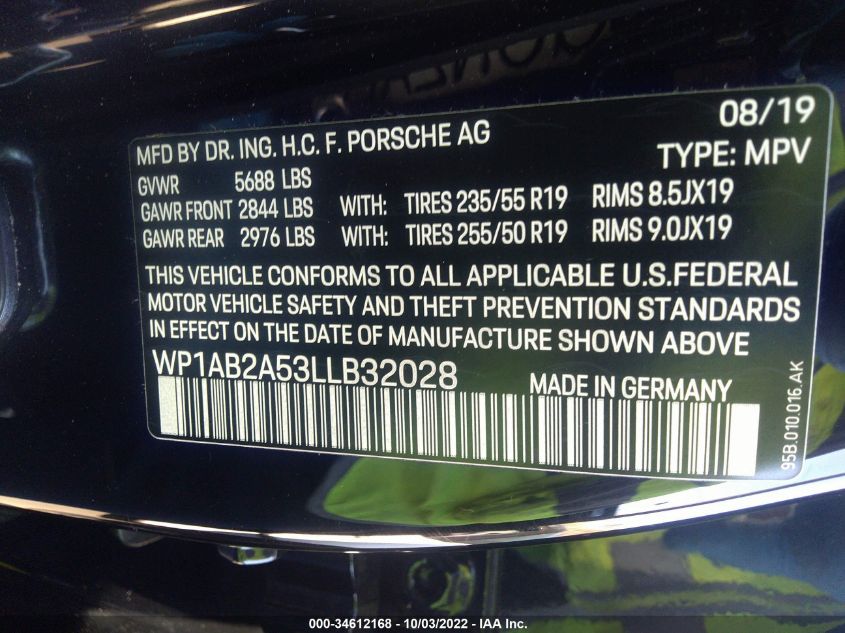 08/19
MFD BY DR. ING. H.C. F. PORSCHE AG
TYPE: MPV
GVWR 5688 LBS
GAWR FRONT 2844 LBS WITH: TIRES 235/55 R19 RIMS 8.5JX19
GAWR REAR 2976 LBS WITH: TIRES 255/50 R19 RIMS 9.0JX19
THIS VEHICLE CONFORMS TO ALL APPLICABLE U.S.FEDERAL
MOTOR VEHICLE SAFETY AND THEFT PREVENTION STANDARDS
IN EFFECT ON THE DATE OF MANUFACTURE SHOWN ABOVE
WP1AB2A53LLB32028 MADE IN GERMANY
95B.010.016.AK
000-34612168 - 10/03/2022 - IAA Inc.